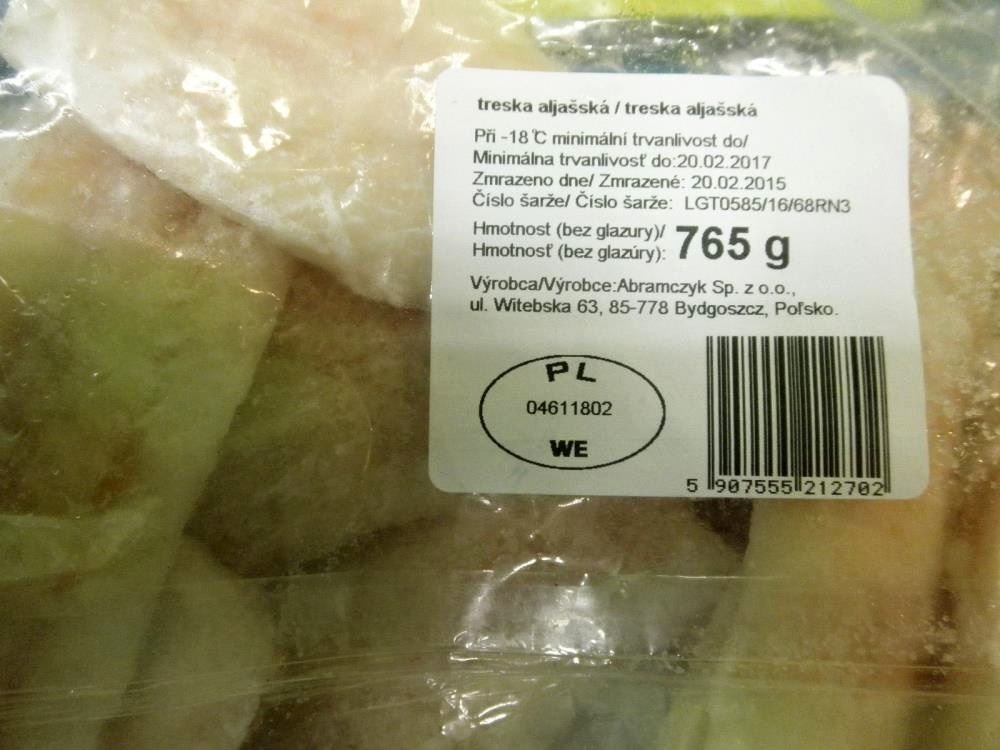 treska aljašská / treska aljašská
Při -18°C minimální trvanlivost do/
Minimálna trvanlivosť do:20.02.2017
Zmrazeno dne/ Zmrazené: 20.02.2015
Číslo šarže/ Číslo šarže: LGT0585/16/68RN3
Hmotnost (bez glazury)/
Hmotnosť (bez glazúry): 765 g
Výrobca/Výrobce:Abramczyk Sp. z o.o.,
ul. Witebska 63, 85-778 Bydgoszcz, Poľsko.
PL
04611802
WE
5 907555 212702